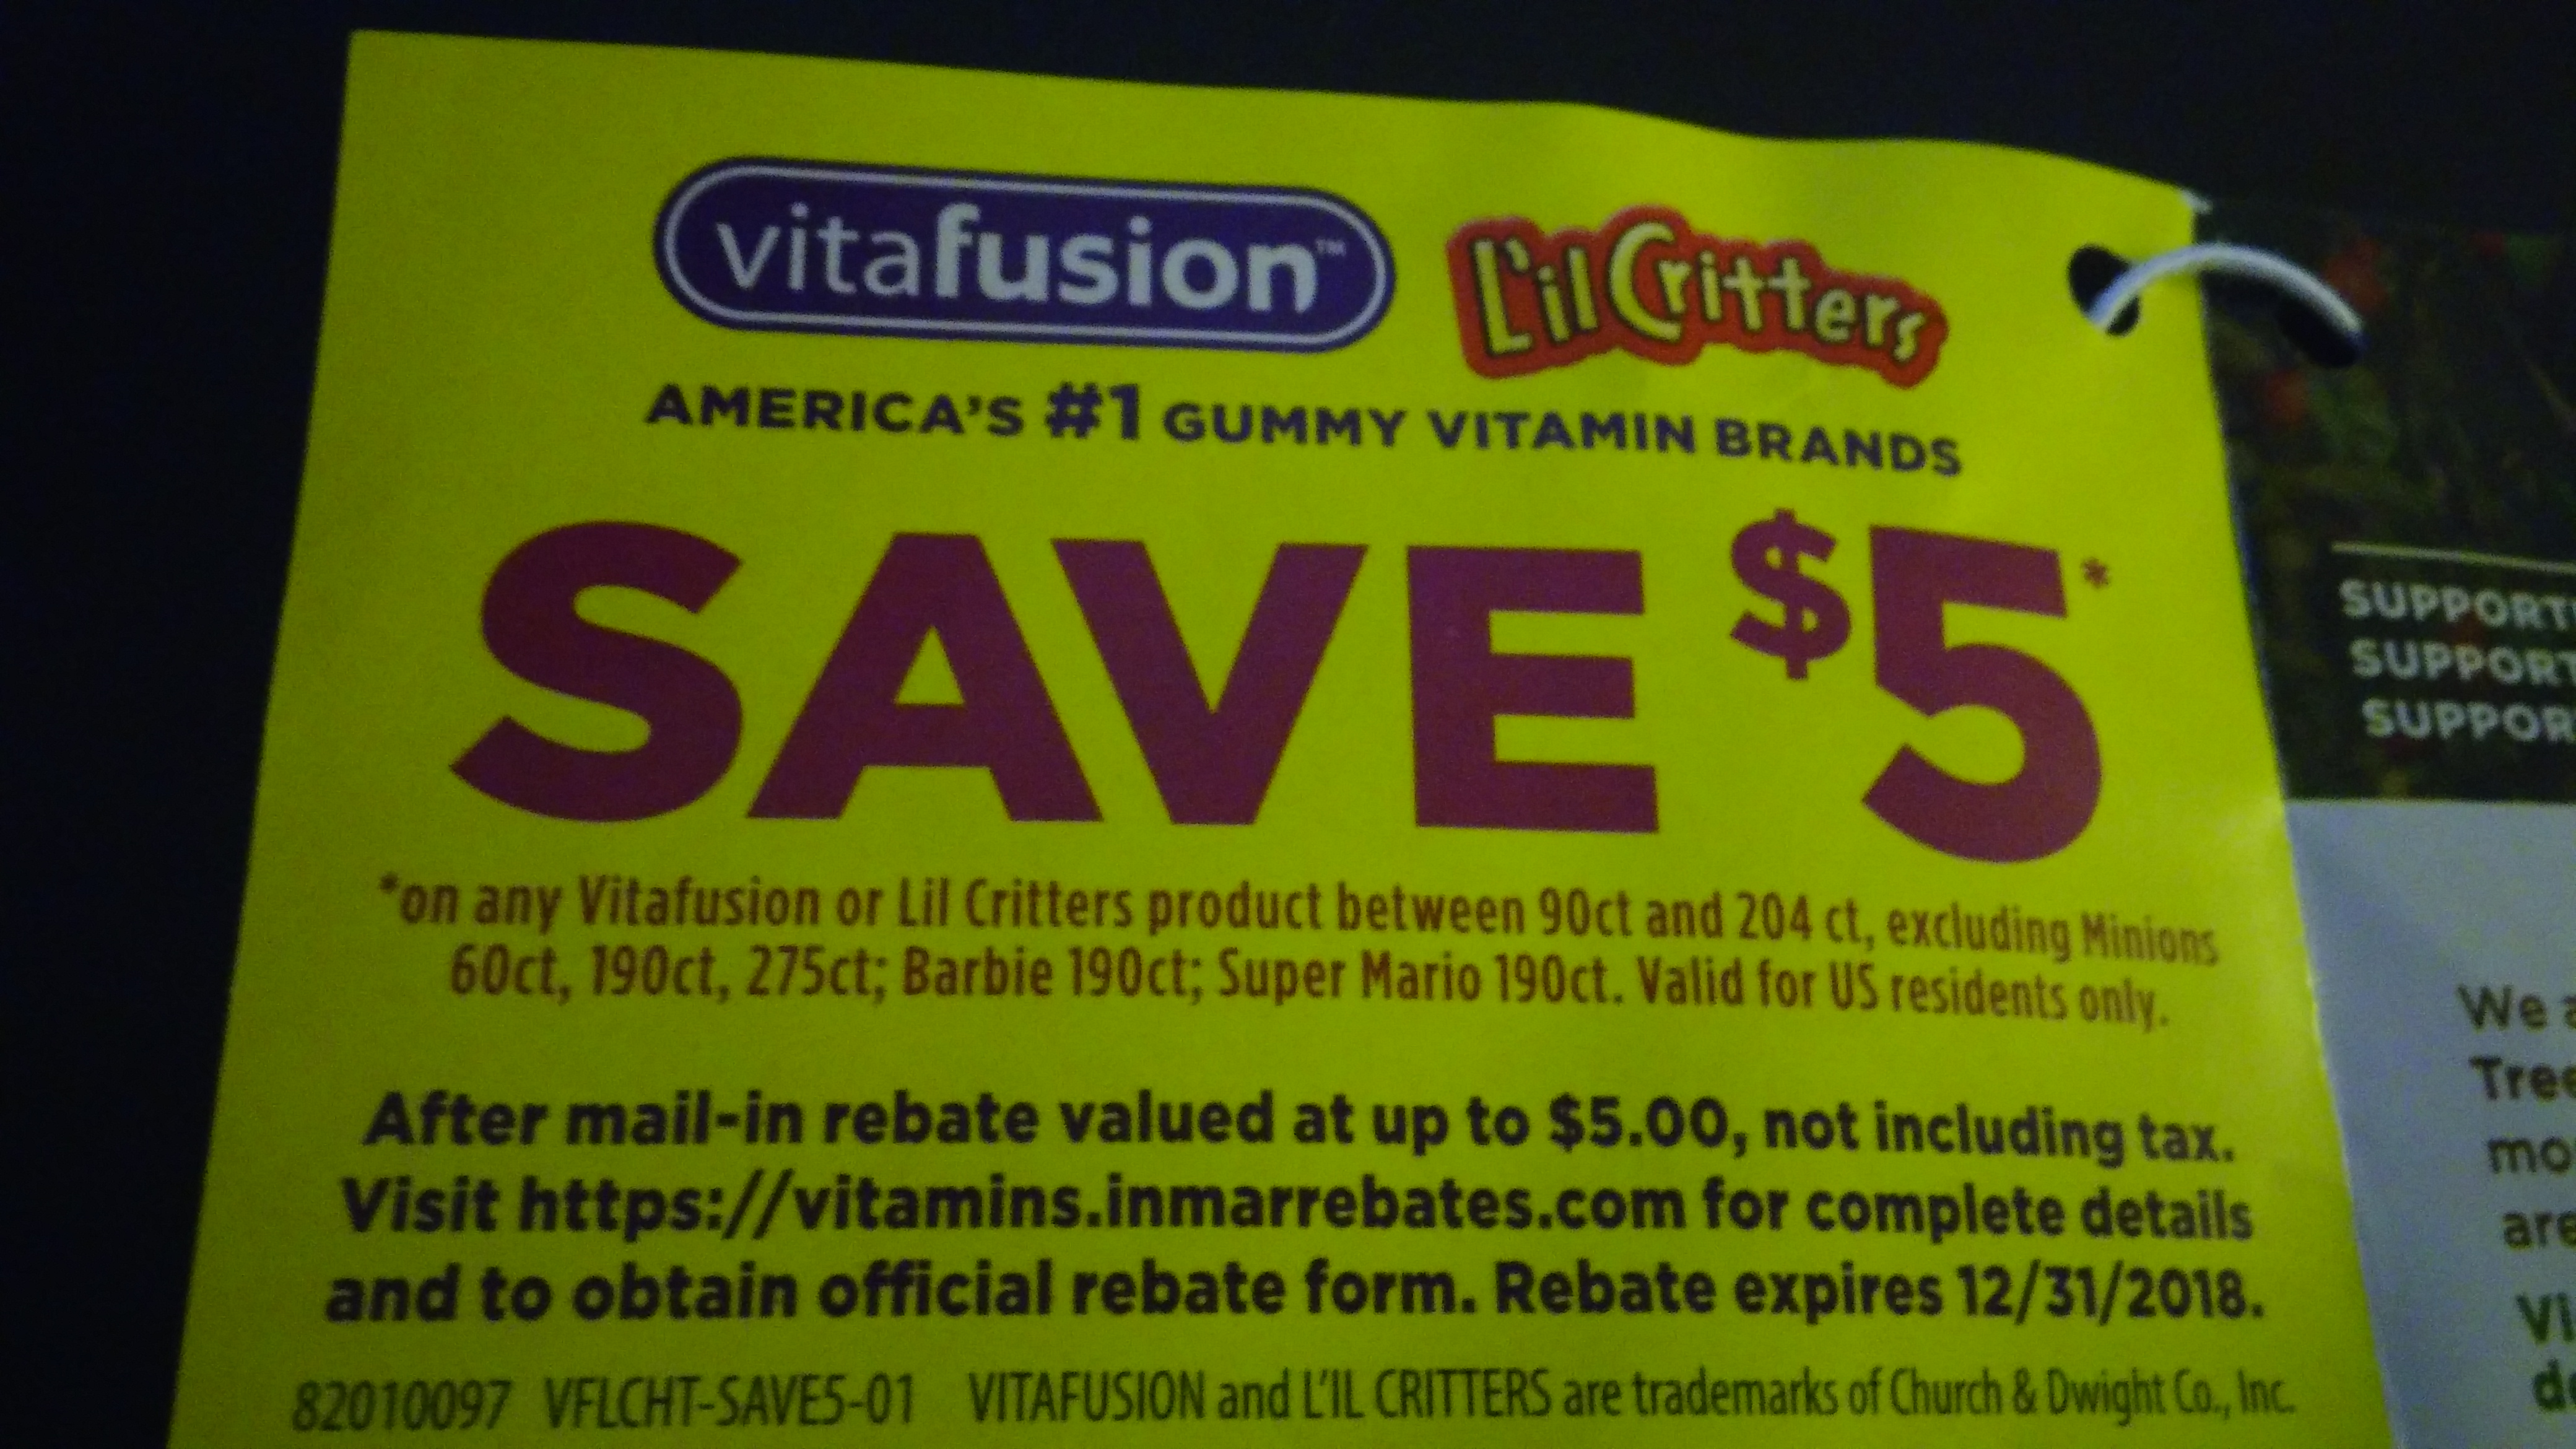 vitafusion™ L'il Critters
AMERICA'S #1 GUMMY VITAMIN BRANDS
SAVE $5*
*on any Vitafusion or Lil Critters product between 90ct and 204 ct, excluding Minions
60ct, 190ct, 275ct; Barbie 190ct; Super Mario 190ct. Valid for US residents only.
After mail-in rebate valued at up to $5.00, not including tax.
Visit https://vitamins.inmarrebates.com for complete details
and to obtain official rebate form. Rebate expires 12/31/2018.
82010097 VFLCHT-SAVE5-01 VITAFUSION and L'IL CRITTERS are trademarks of Church & Dwight Co., Inc.
SUPPORT
SUPPORT
SUPPOR
We
Tree
mo
are